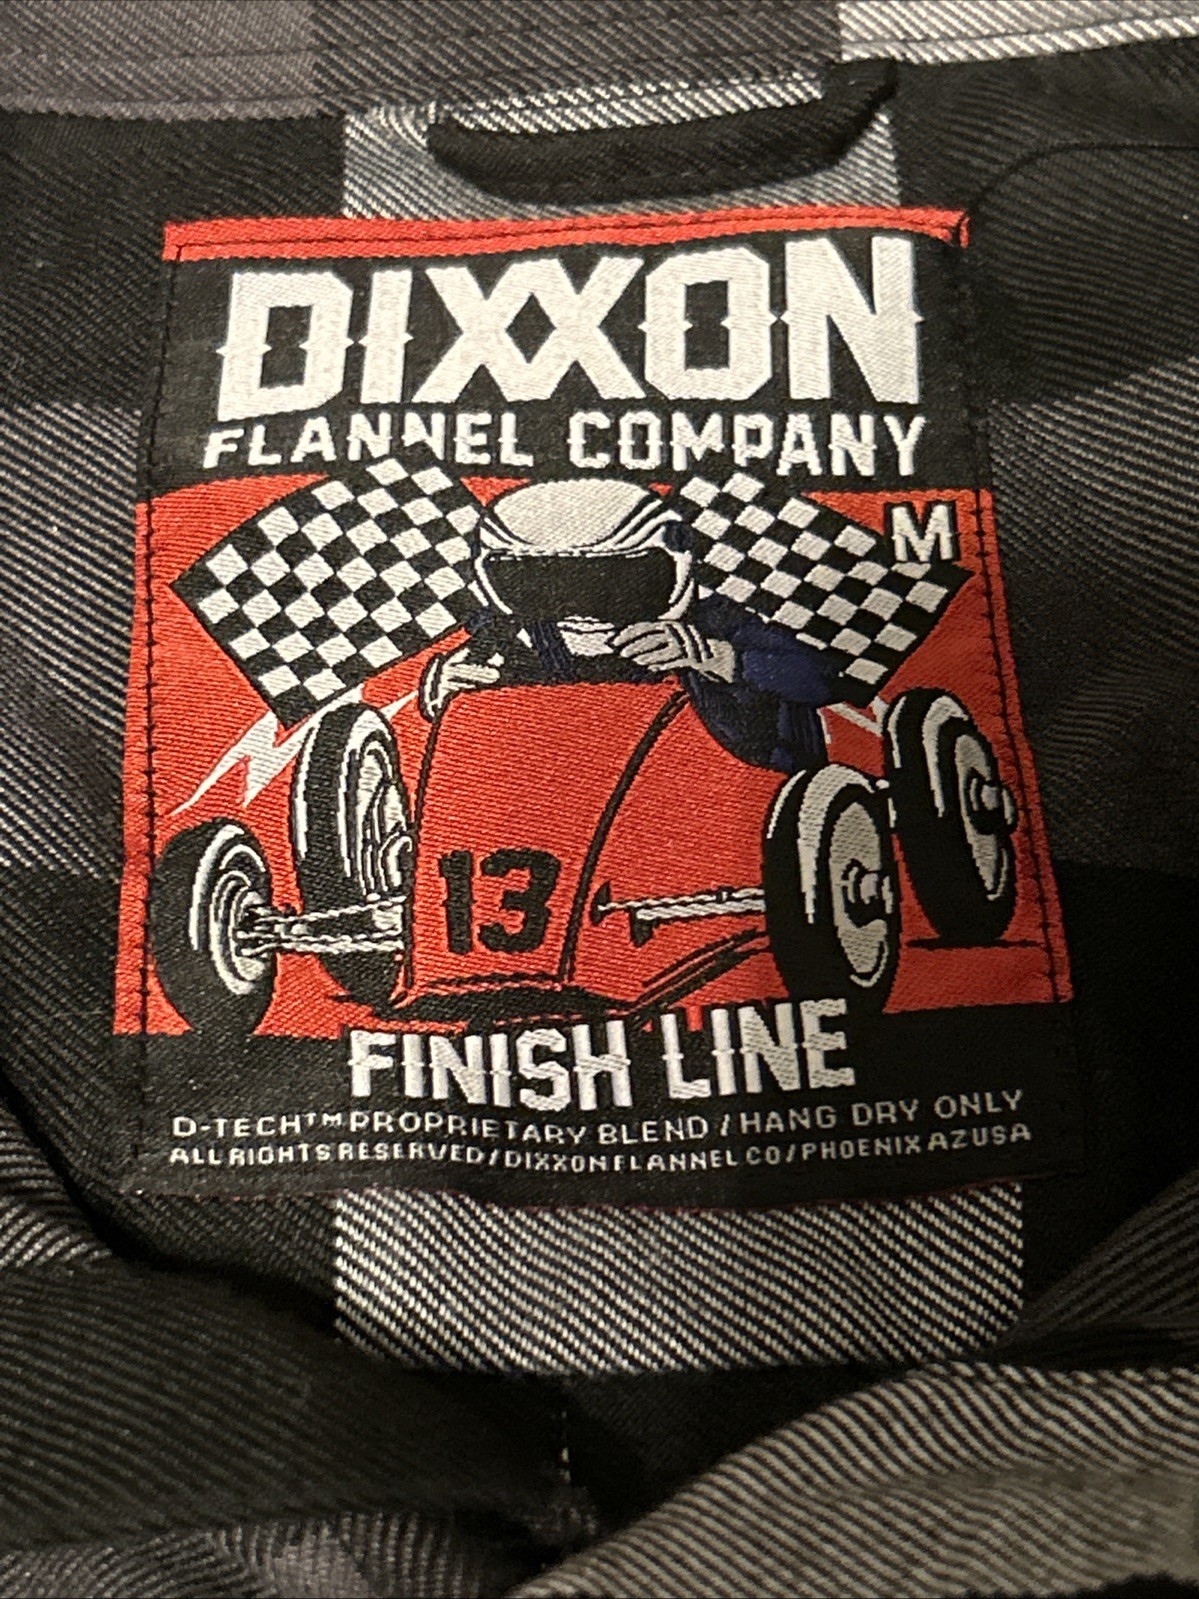 DIXXON
FLANNEL COMPANY
M
13
FINISH LINE
D-TECH™ PROPRIETARY BLEND / HANG DRY ONLY
ALL RIGHTS RESERVED / DIXXON FLANNEL CO / PHOENIX AZ USA